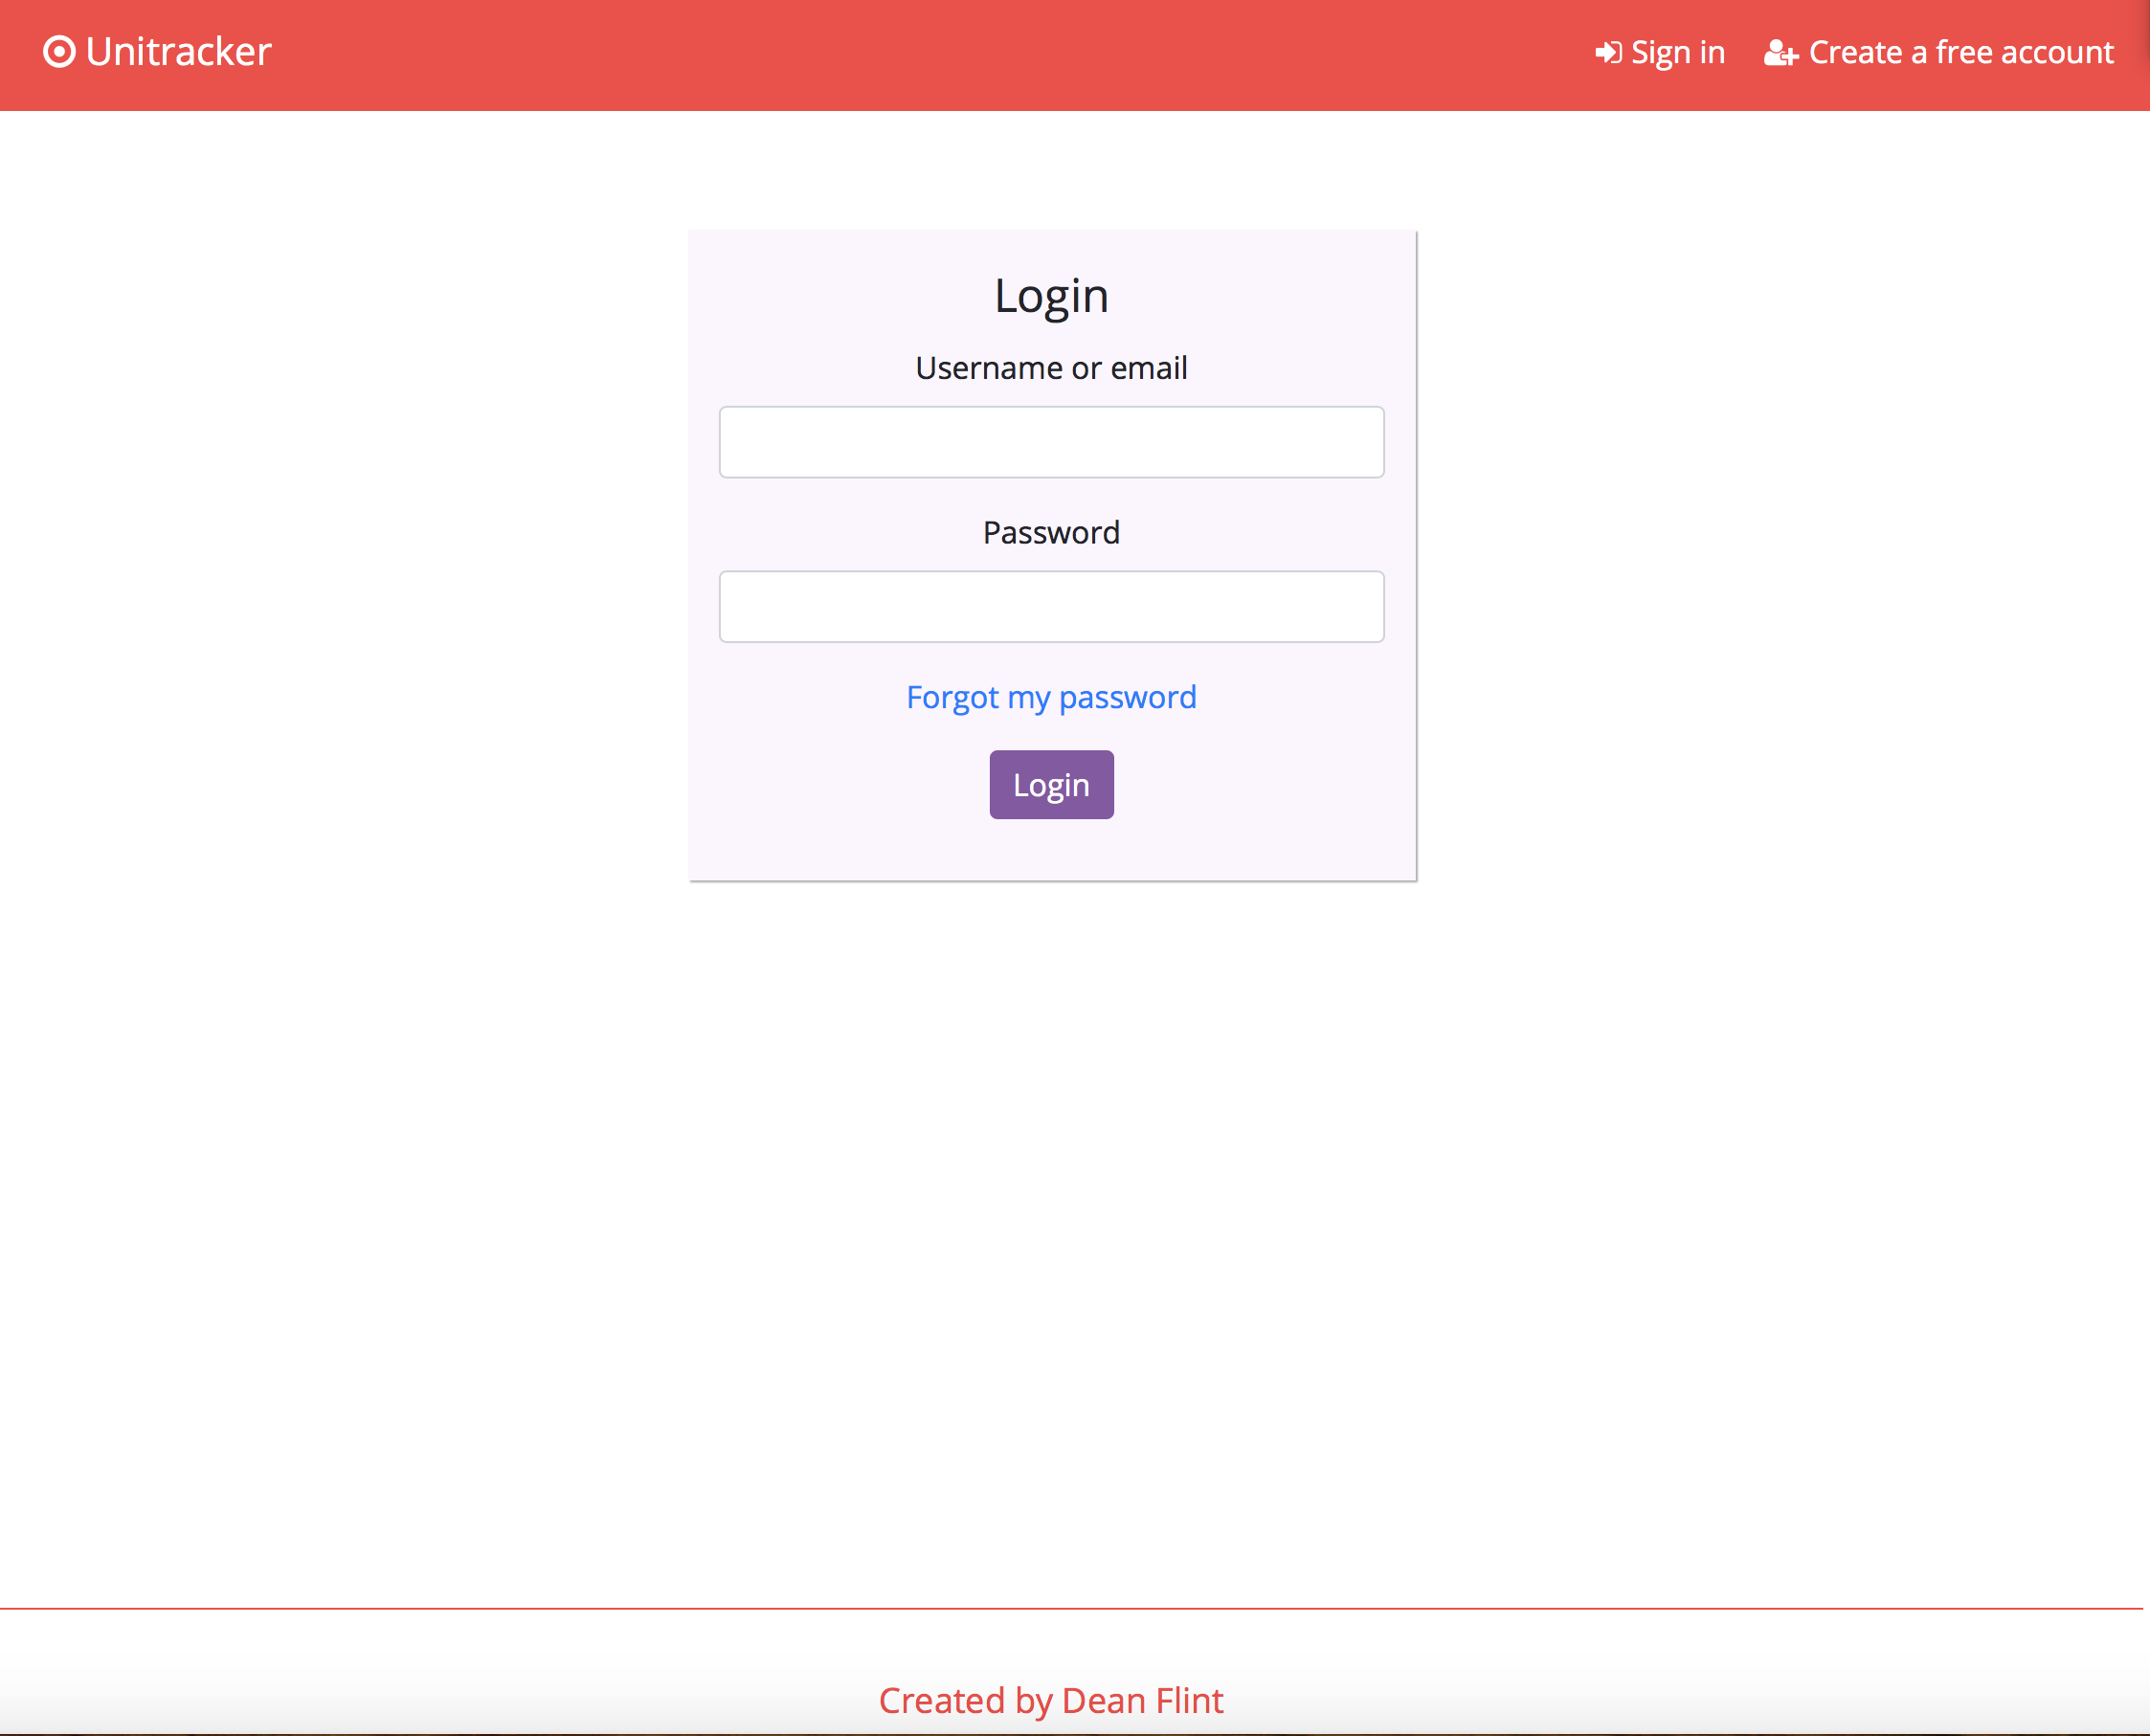 Unitracker
Sign in
Create a free account
Login
Username or email
Password
Forgot my password
Login
Created by Dean Flint